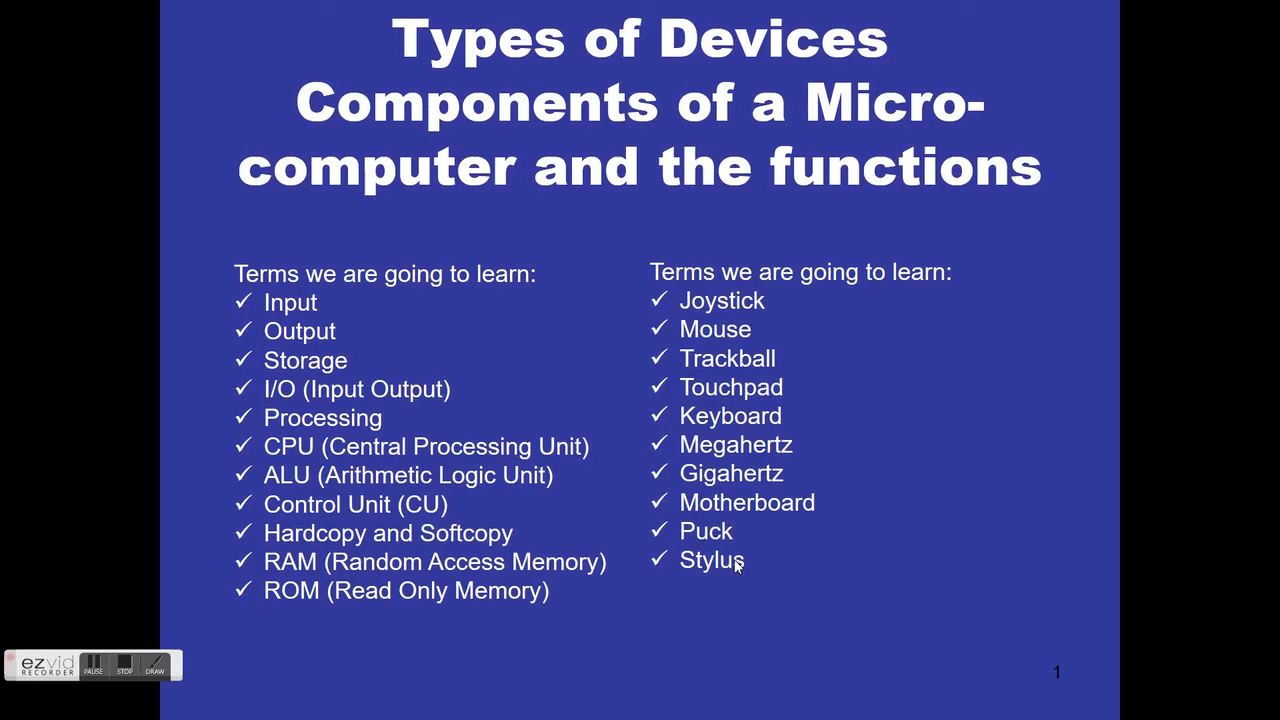 Types of Devices
Components of a Micro-
computer and the functions
Terms we are going to learn:
✓ Input
✓ Output
✓ Storage
✓ I/O (Input Output)
✓ Processing
✓ CPU (Central Processing Unit)
✓ ALU (Arithmetic Logic Unit)
✓ Control Unit (CU)
✓ Hardcopy and Softcopy
✓ RAM (Random Access Memory)
✓ ROM (Read Only Memory)
Terms we are going to learn:
✓ Joystick
✓ Mouse
✓ Trackball
✓ Touchpad
✓ Keyboard
✓ Megahertz
✓ Gigahertz
✓ Motherboard
✓ Puck
✓ Stylus
ezvid
RECORDER
PAUSE STOP DRAW
1